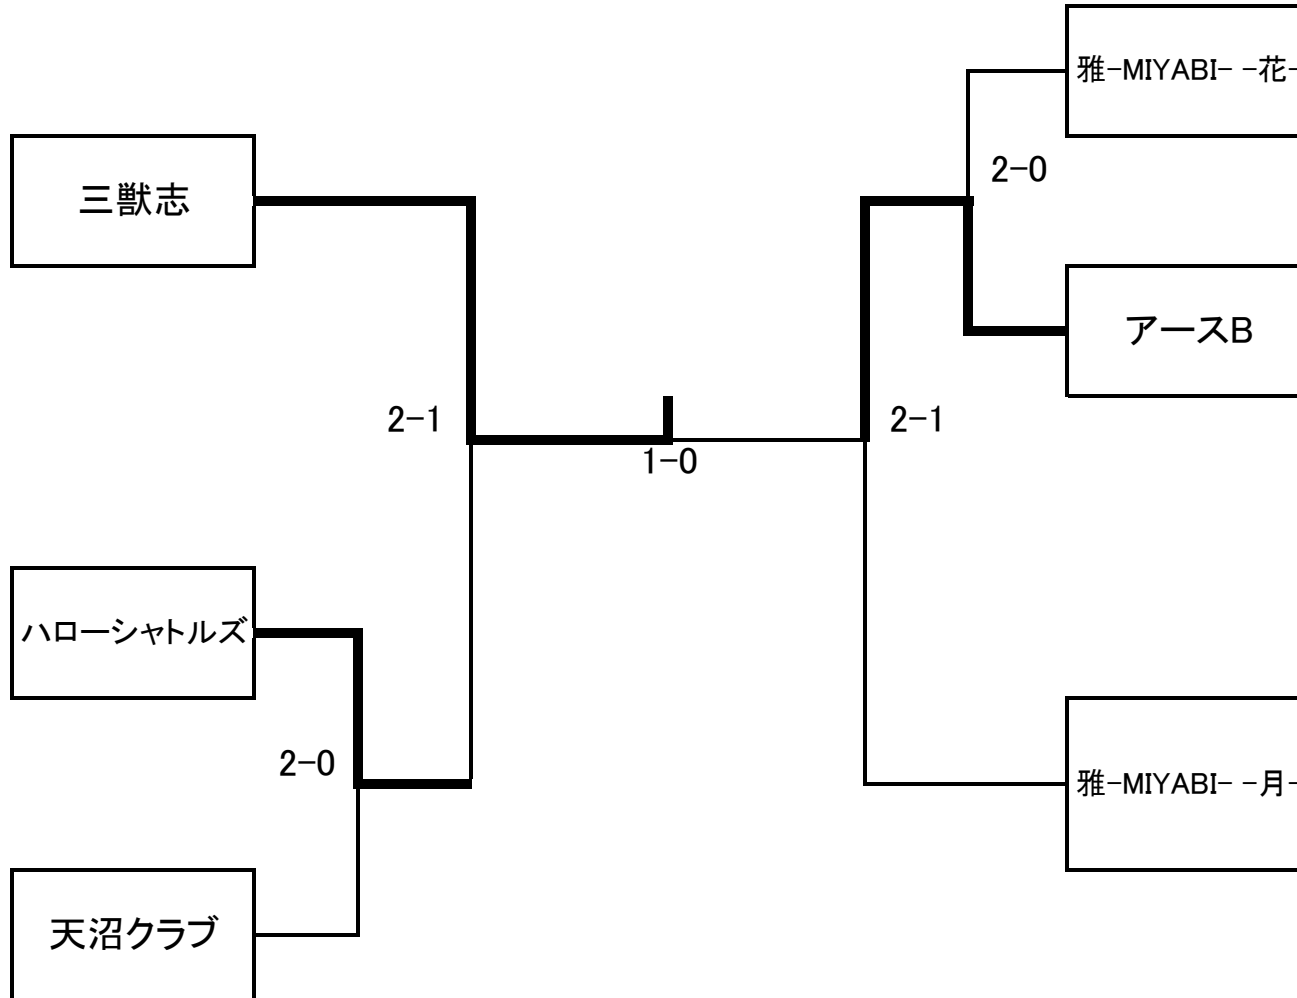 雅-MIYABI- -花-
2-0
三獣志
アースB
2-1
2-1
1-0
ハローシャトルズ
2-0
雅-MIYABI- -月-
天沼クラブ